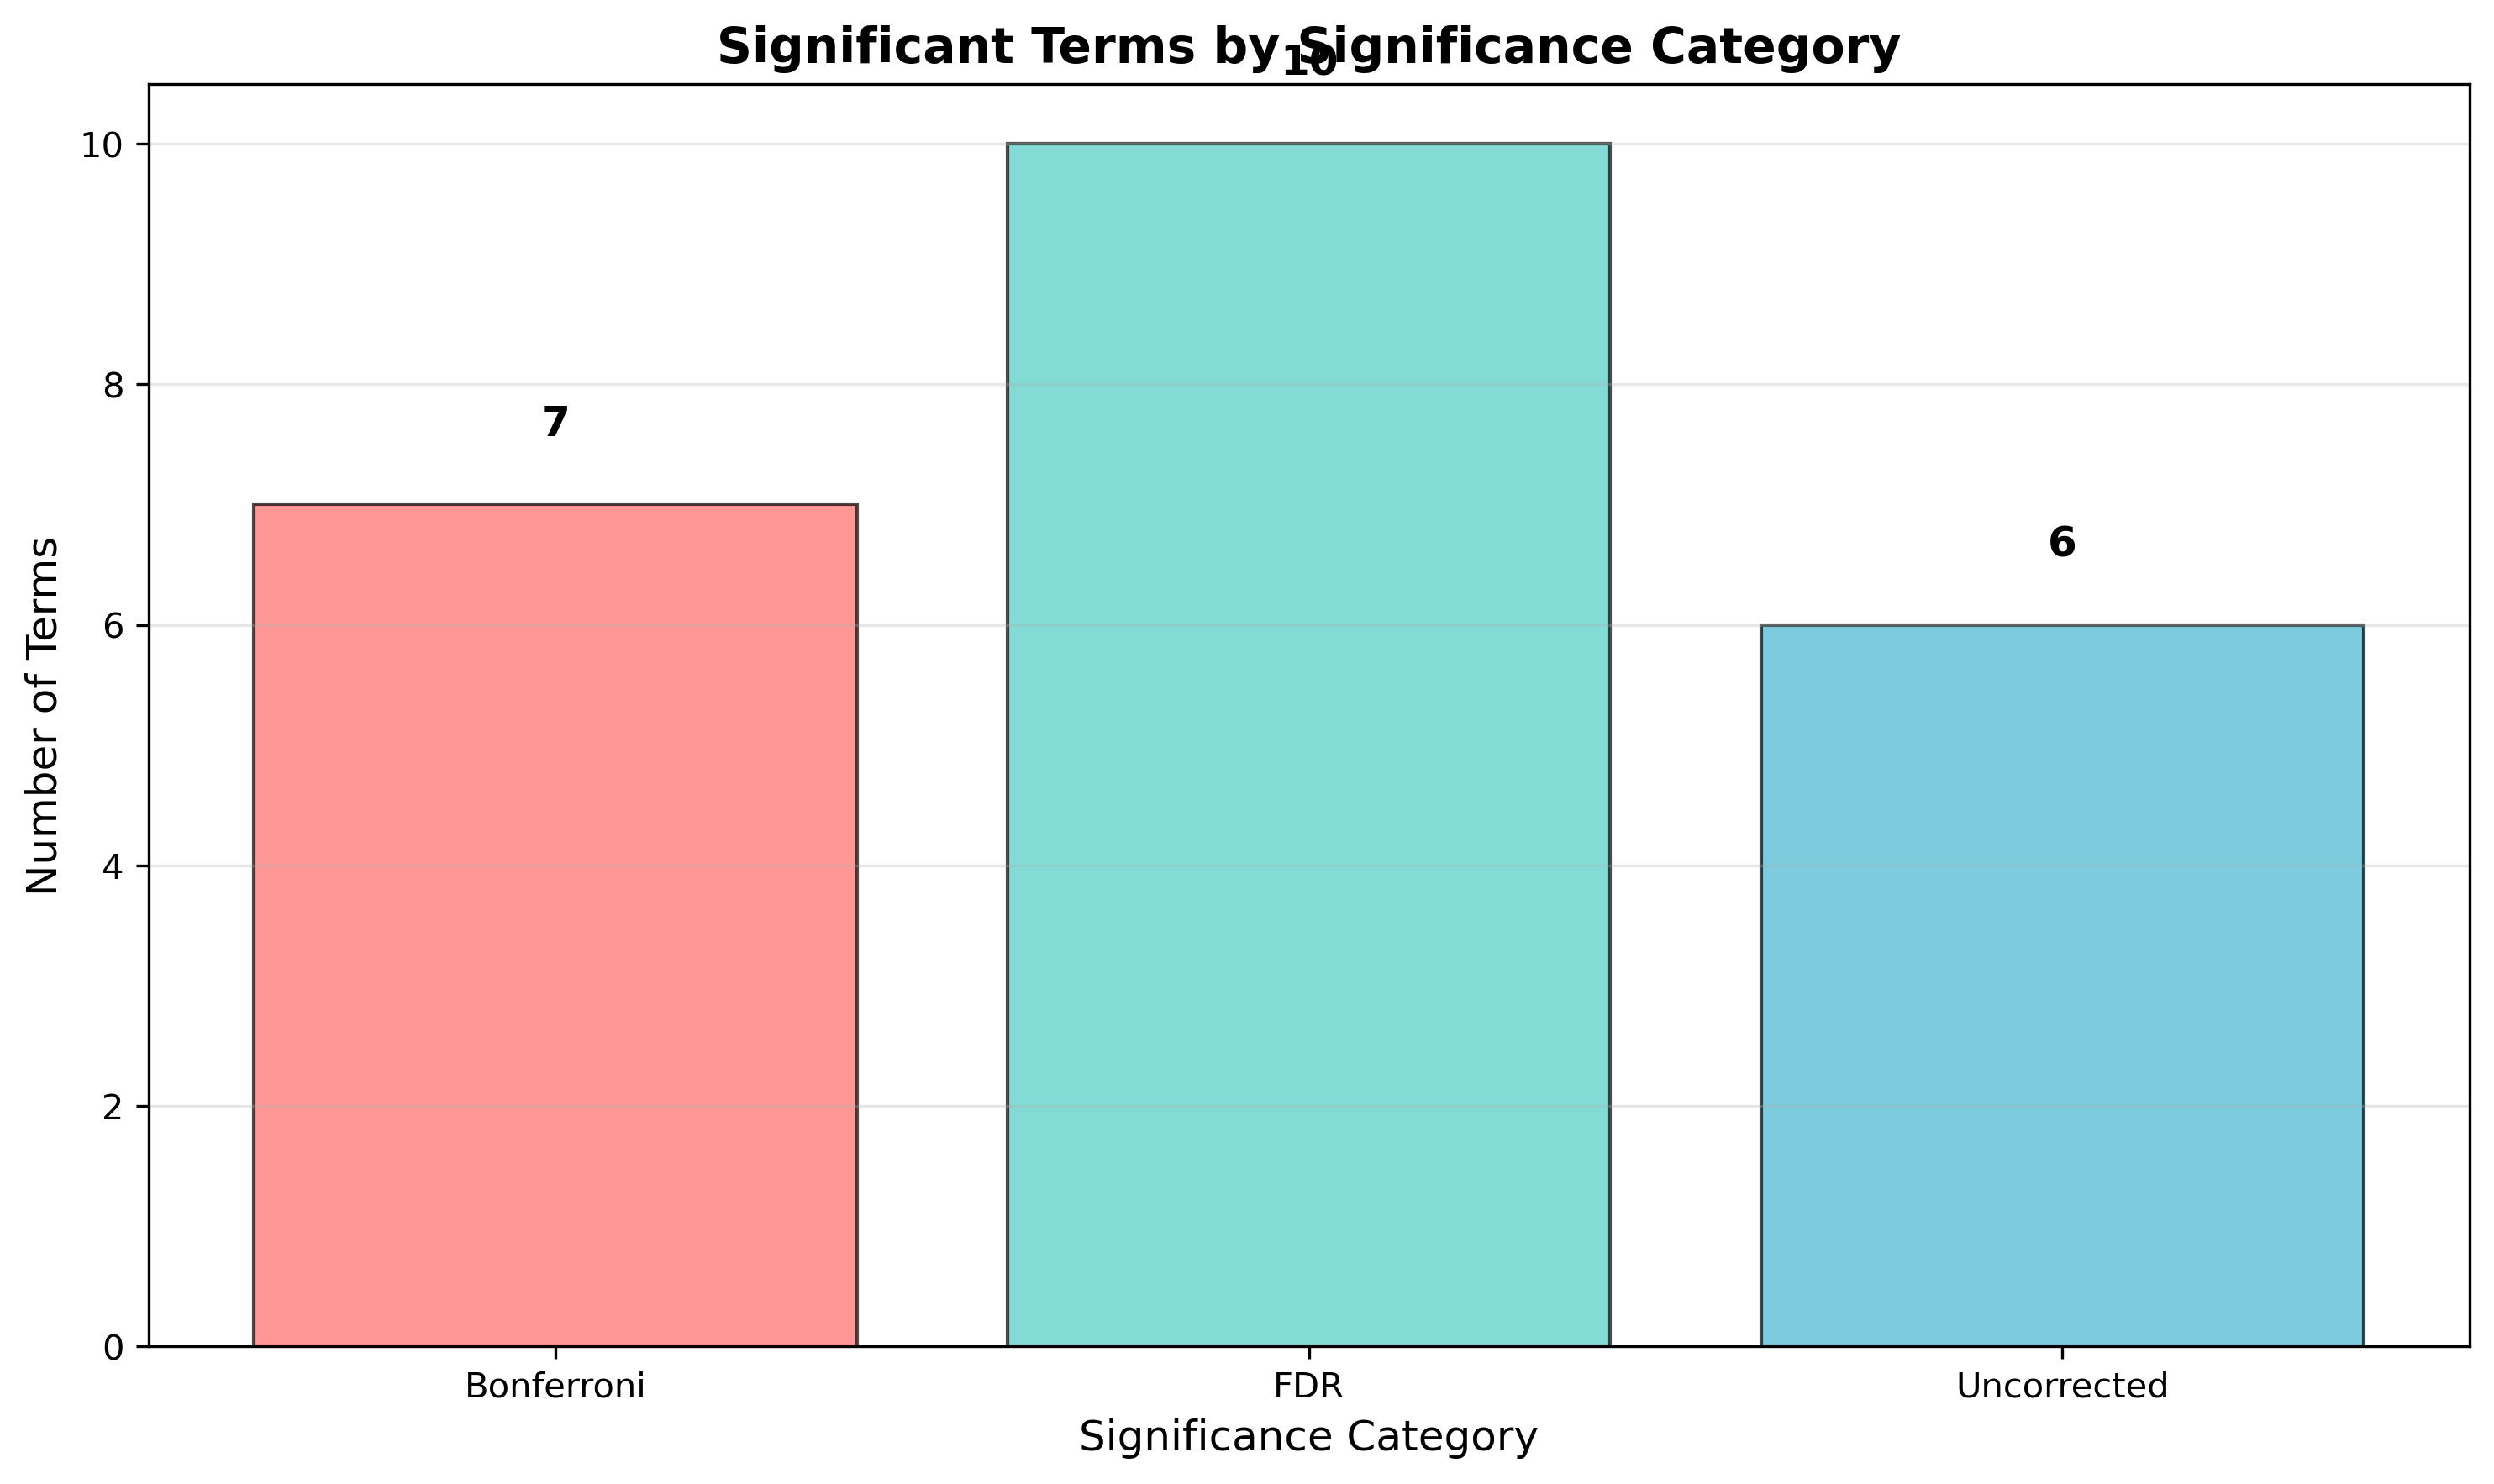 Significant Terms by Significance Category
10
10
8
7
6
6
4
2
0
Number of Terms
Bonferroni
FDR
Uncorrected
Significance Category